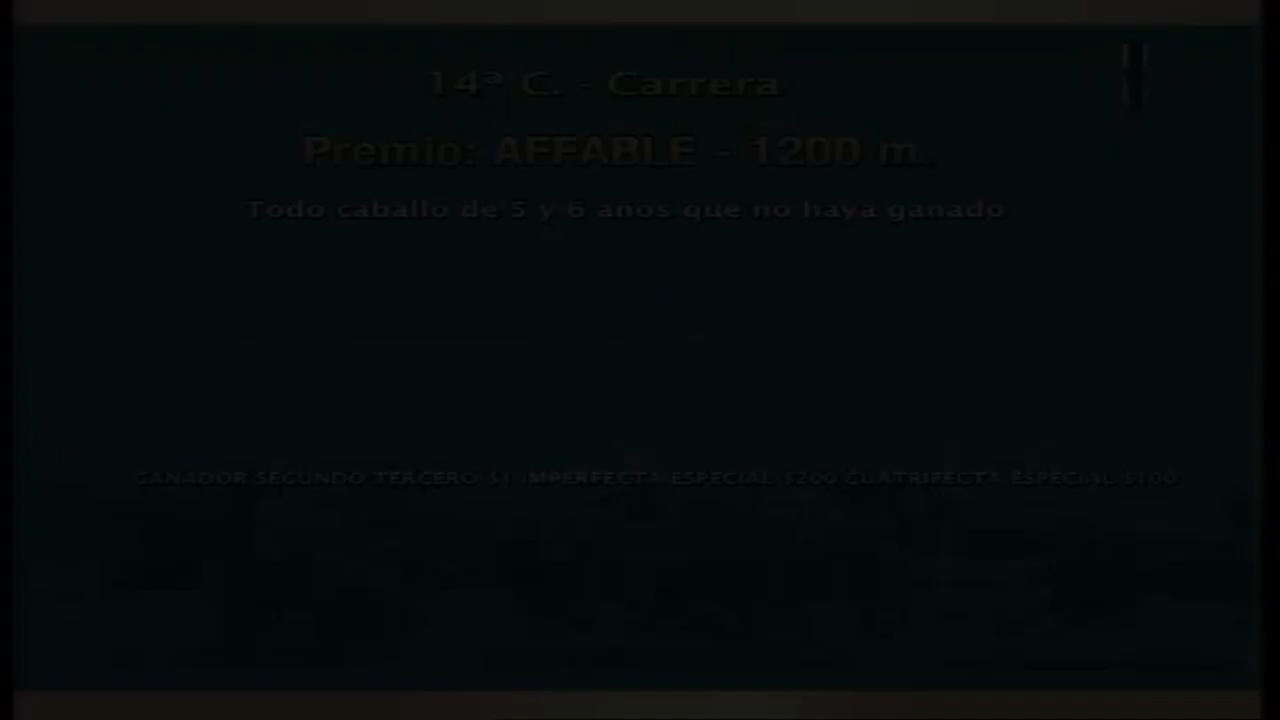 14ª C. - Carrera
Premio: AFFABLE - 1200 m.
Todo caballo de 5 y 6 años que no haya ganado
GANADOR SEGUNDO TERCERO $1 IMPERFECTA ESPECIAL $200 CUATRIFECTA ESPECIAL $100